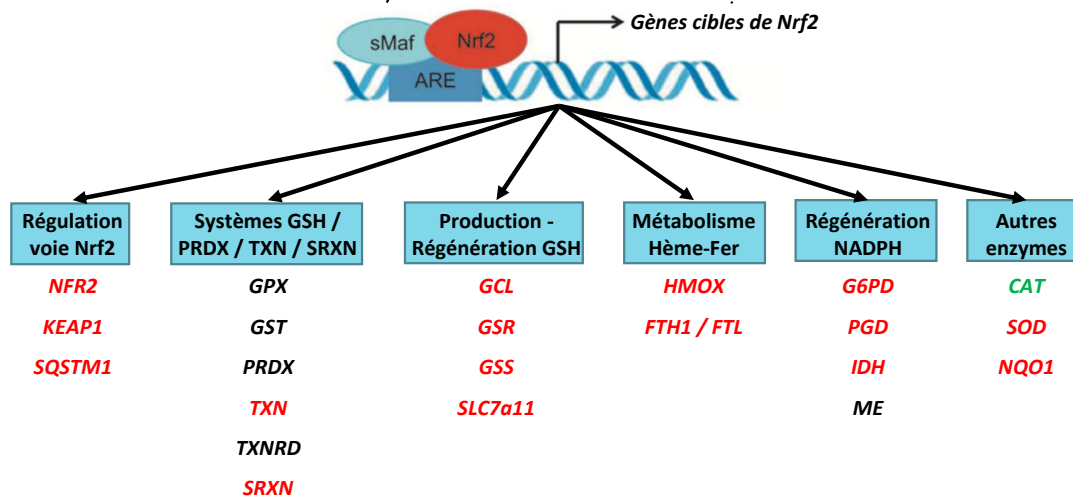 Gènes cibles de Nrf2
sMaf
Nrf2
ARE
Régulation
voie Nrf2
NFR2
KEAP1
SQSTM1
Systèmes GSH /
PRDX / TXN / SRXN
GPX
GST
PRDX
TXN
TXNRD
SRXN
Production -
Régénération GSH
GCL
GSR
GSS
SLC7a11
Métabolisme
Hème-Fer
HMOX
FTH1 / FTL
Régénération
NADPH
G6PD
PGD
IDH
ME
Autres
enzymes
CAT
SOD
NQO1